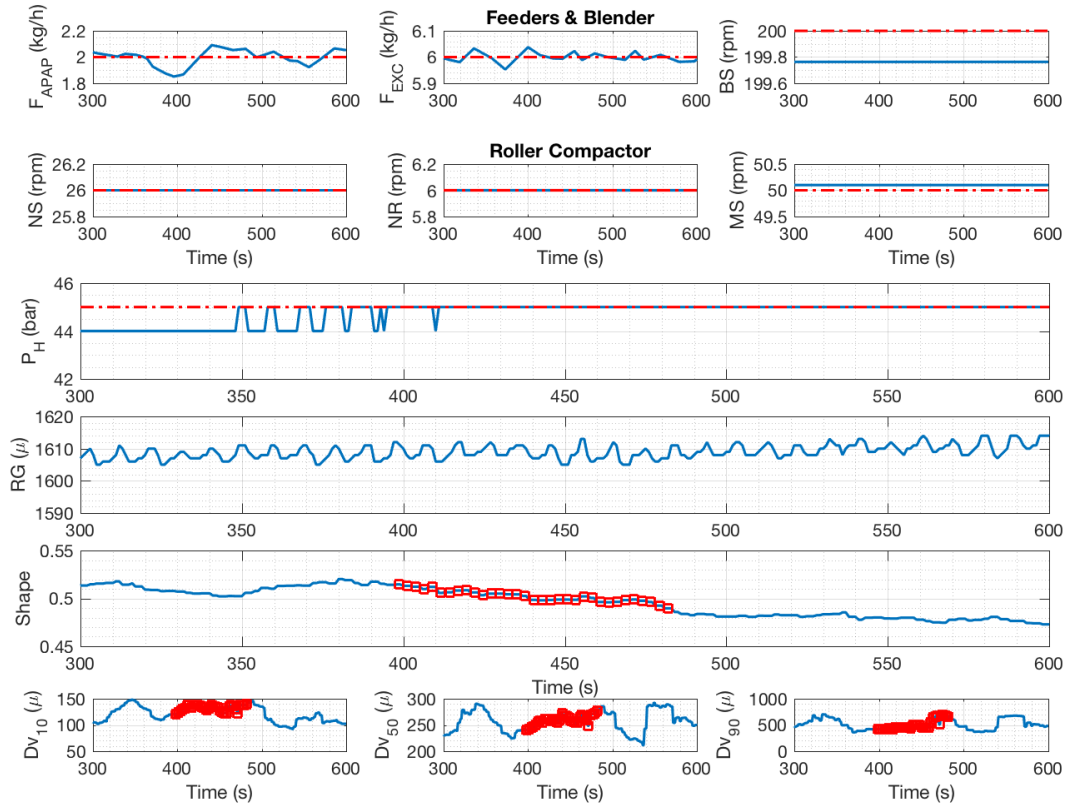 Feeders & Blender
F_APAP (kg/h)
2.2
2
1.8
300 400 500 600
F_EXC (kg/h)
6.1
6
5.9
300 400 500 600
BS (rpm)
200
199.8
199.6
300 400 500 600
Roller Compactor
NS (rpm)
26.2
26
25.8
300 400 500 600
Time (s)
NR (rpm)
6.2
6
5.8
300 400 500 600
Time (s)
MS (rpm)
50.5
50
49.5
300 400 500 600
Time (s)
P_H (bar)
46
44
42
300 350 400 450 500 550 600
RG (μ)
1620
1610
1600
1590
300 350 400 450 500 550 600
Shape
0.55
0.5
0.45
300 350 400 450 500 550 600
Time (s)
Dv_10 (μ)
150
100
50
300 400 500 600
Time (s)
Dv_50 (μ)
300
250
200
300 400 500 600
Time (s)
Dv_90 (μ)
1000
500
0
300 400 500 600
Time (s)